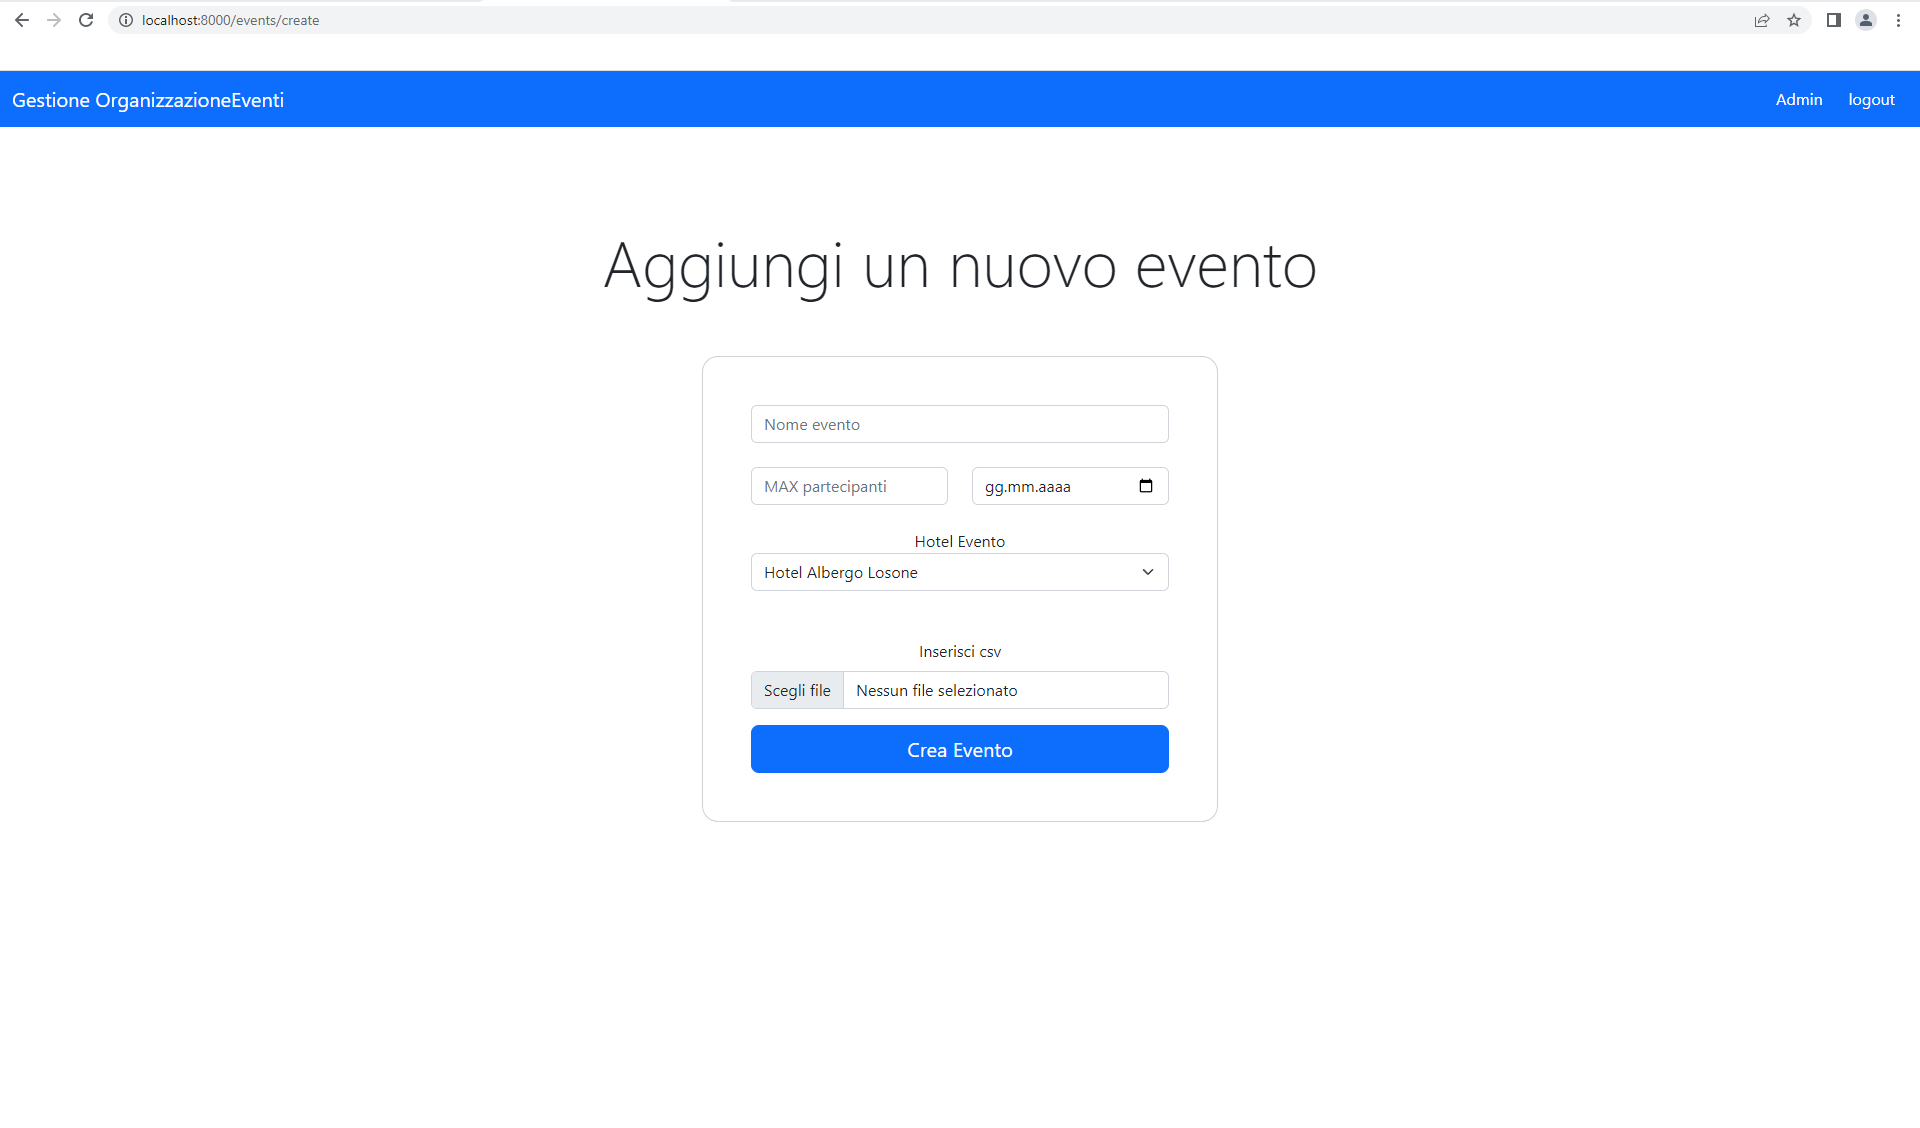 localhost:8000/events/create
Gestione OrganizzazioneEventi
Admin
logout
Aggiungi un nuovo evento
Nome evento
MAX partecipanti
gg.mm.aaaa
Hotel Evento
Hotel Albergo Losone
Inserisci csv
Scegli file
Nessun file selezionato
Crea Evento